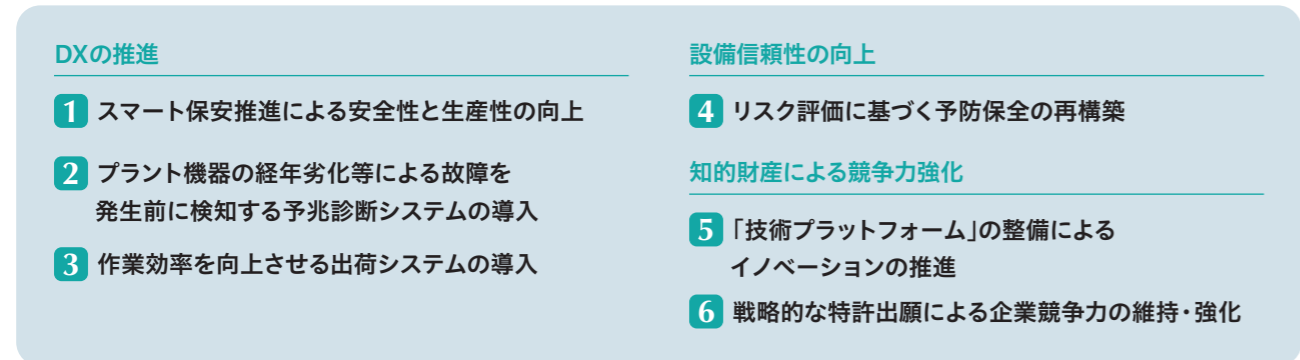 DXの推進
1 スマート保安推進による安全性と生産性の向上
2 プラント機器の経年劣化等による故障を
発生前に検知する予兆診断システムの導入
3 作業効率を向上させる出荷システムの導入
設備信頼性の向上
4 リスク評価に基づく予防保全の再構築
知的財産による競争力強化
5 「技術プラットフォーム」の整備による
イノベーションの推進
6 戦略的な特許出願による企業競争力の維持・強化